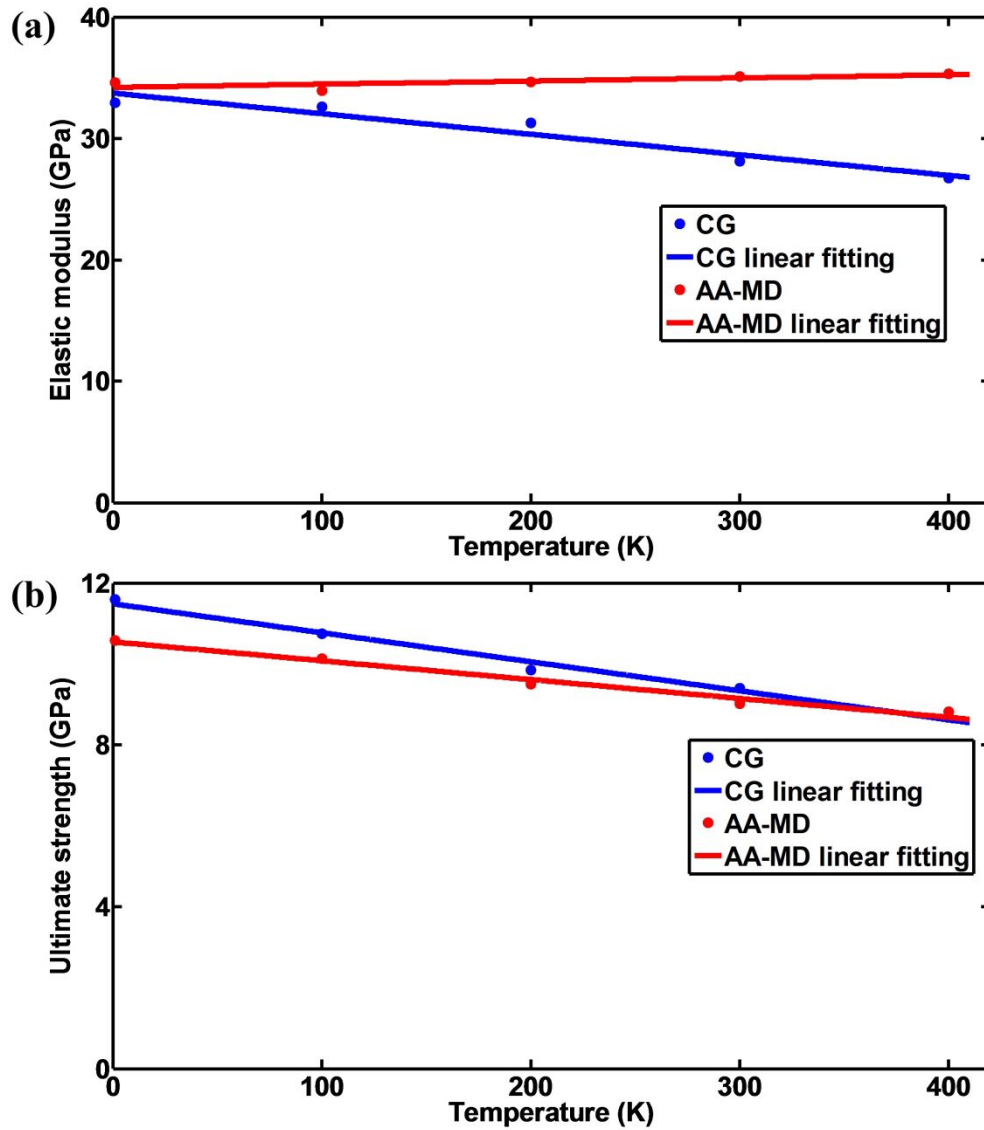 (a)
40
30
20
10
0
Elastic modulus (GPa)
CG
CG linear fitting
AA-MD
AA-MD linear fitting
0 100 200 300 400
Temperature (K)
(b)
12
8
4
0
Ultimate strength (GPa)
CG
CG linear fitting
AA-MD
AA-MD linear fitting
0 100 200 300 400
Temperature (K)